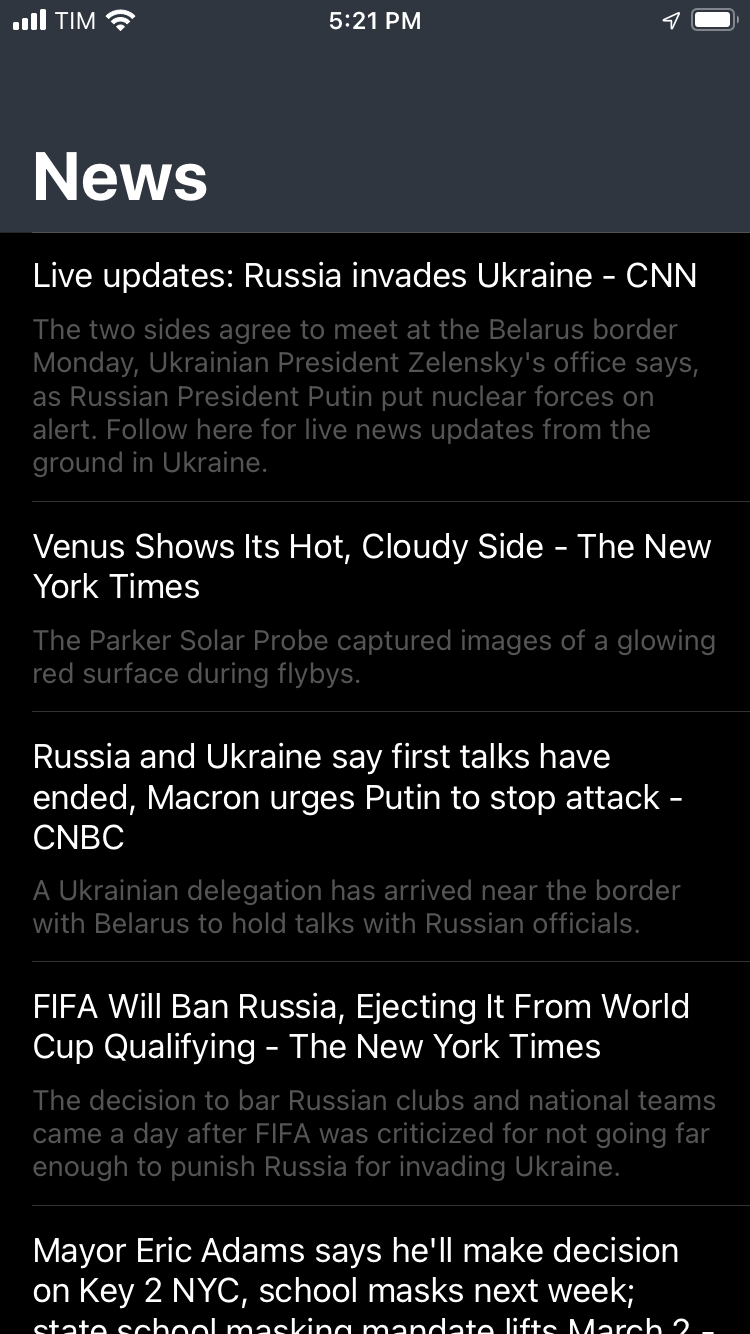 TIM 5:21 PM
News
Live updates: Russia invades Ukraine - CNN
The two sides agree to meet at the Belarus border
Monday, Ukrainian President Zelensky's office says,
as Russian President Putin put nuclear forces on
alert. Follow here for live news updates from the
ground in Ukraine.
Venus Shows Its Hot, Cloudy Side - The New
York Times
The Parker Solar Probe captured images of a glowing
red surface during flybys.
Russia and Ukraine say first talks have
ended, Macron urges Putin to stop attack -
CNBC
A Ukrainian delegation has arrived near the border
with Belarus to hold talks with Russian officials.
FIFA Will Ban Russia, Ejecting It From World
Cup Qualifying - The New York Times
The decision to bar Russian clubs and national teams
came a day after FIFA was criticized for not going far
enough to punish Russia for invading Ukraine.
Mayor Eric Adams says he'll make decision
on Key 2 NYC, school masks next week;
state school masking mandate lifts March 2 -